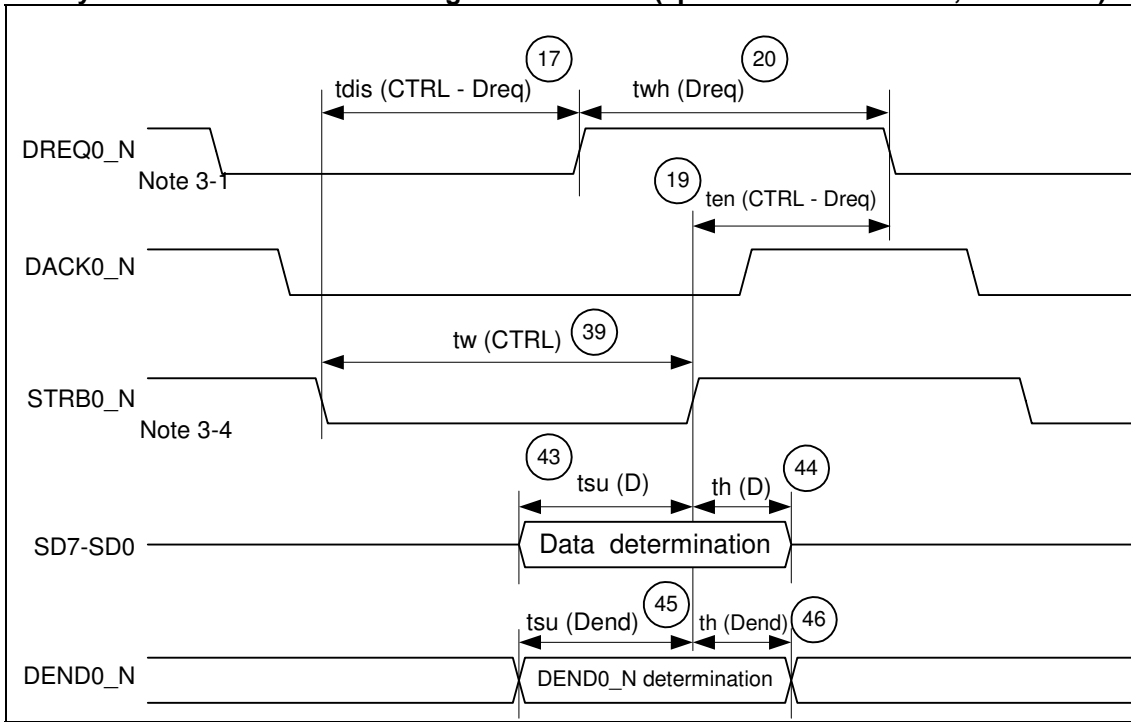 17
20
tdis (CTRL - Dreq)
twh (Dreq)
DREQ0_N
Note 3-1
19
ten (CTRL - Dreq)
DACK0_N
tw (CTRL)
39
STRB0_N
Note 3-4
43
44
tsu (D)
th (D)
SD7-SD0
Data determination
45
46
tsu (Dend)
th (Dend)
DEND0_N
DEND0_N determination